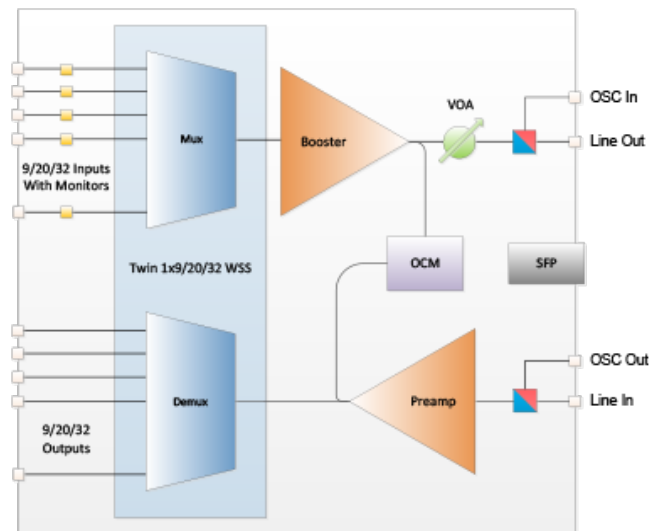 OSC In
VOA
Mux
Booster
Line Out
9/20/32 Inputs
With Monitors
Twin 1x9/20/32 WSS
OCM
SFP
OSC Out
Demux
Preamp
Line In
9/20/32
Outputs